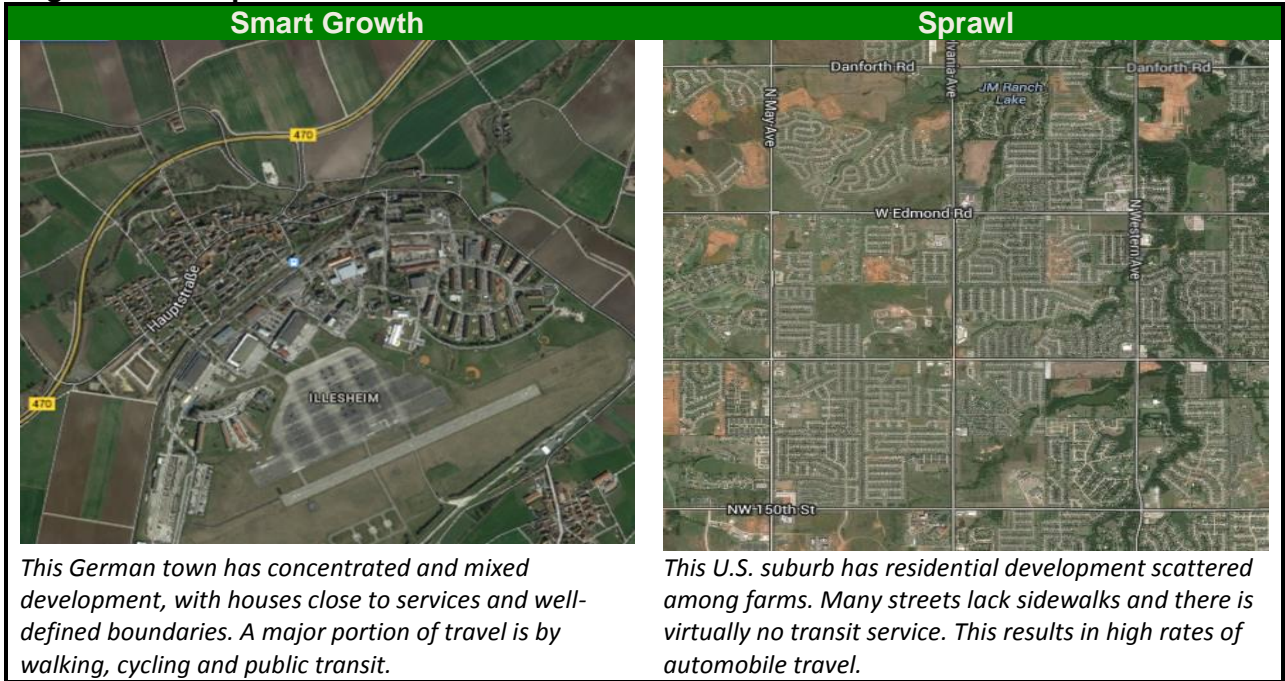 Smart Growth
Sprawl
470
Hauptstraße
ILLESHEIM
470
Danforth Rd
Danforth Rd
N May Ave
JM Ranch
Lake
W Edmond Rd
N Western Ave
NW 150th St
This German town has concentrated and mixed
development, with houses close to services and well-
defined boundaries. A major portion of travel is by
walking, cycling and public transit.
This U.S. suburb has residential development scattered
among farms. Many streets lack sidewalks and there is
virtually no transit service. This results in high rates of
automobile travel.